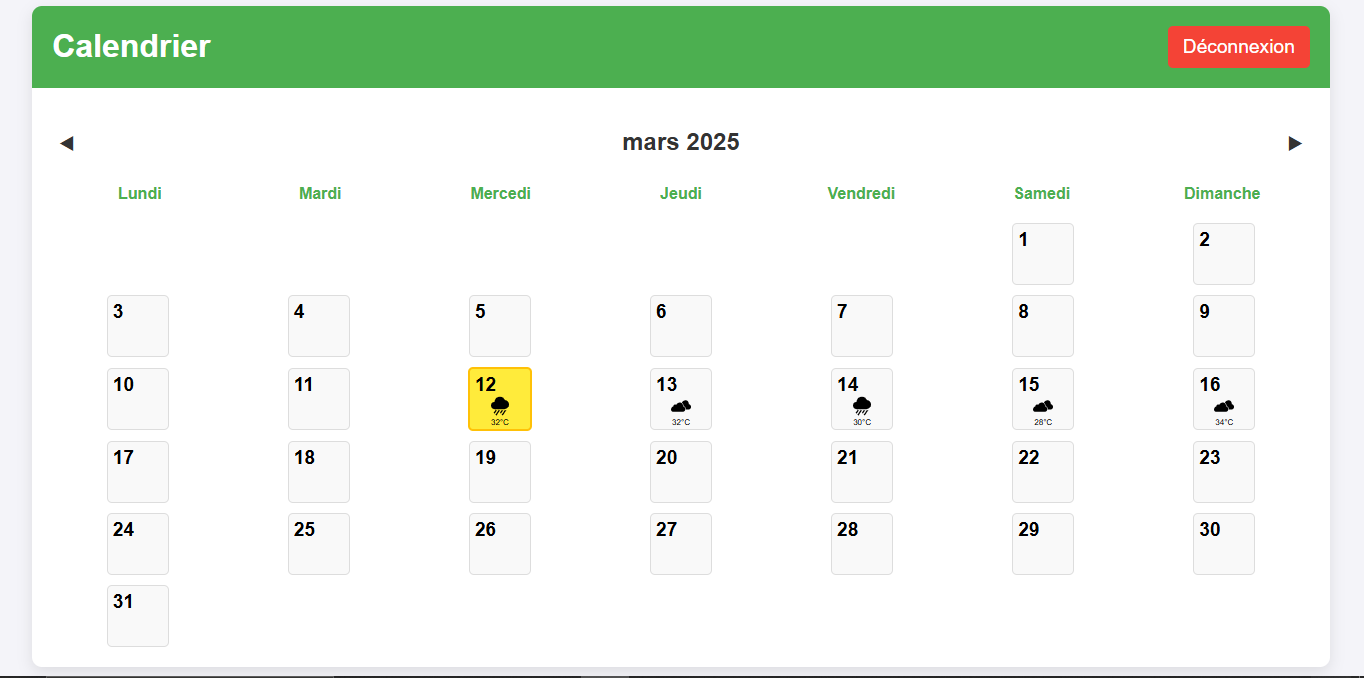 Calendrier
Déconnexion
◀ mars 2025 ▶
Lundi Mardi Mercedi Jeudi Vendredi Samedi Dimanche
1 2
3 4 5 6 7 8 9
10 11 12 13 14 15 16
32°C 32°C 30°C 28°C 34°C
17 18 19 20 21 22 23
24 25 26 27 28 29 30
31